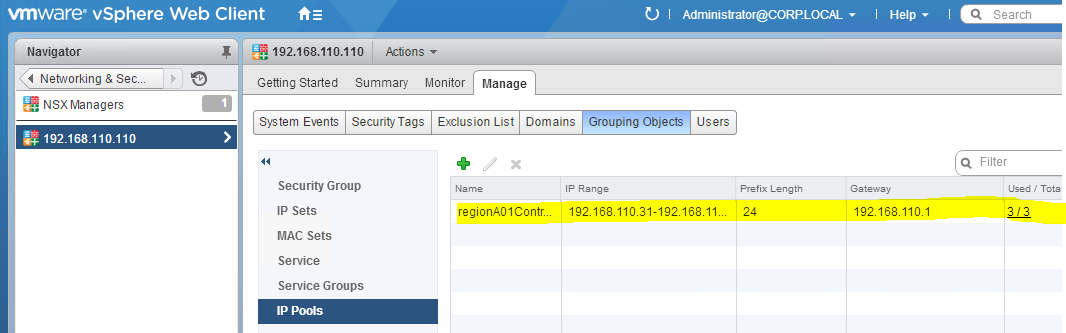 vmware® vSphere Web Client
Administrator@CORP.LOCAL
Help
Search
Navigator
Networking & Sec...
NSX Managers 1
192.168.110.110
192.168.110.110 Actions
Getting Started Summary Monitor Manage
System Events Security Tags Exclusion List Domains Grouping Objects Users
Security Group
IP Sets
MAC Sets
Service
Service Groups
IP Pools
Filter
Name IP Range Prefix Length Gateway Used / Total
regionA01Contr... 192.168.110.31-192.168.11... 24 192.168.110.1 3 / 3